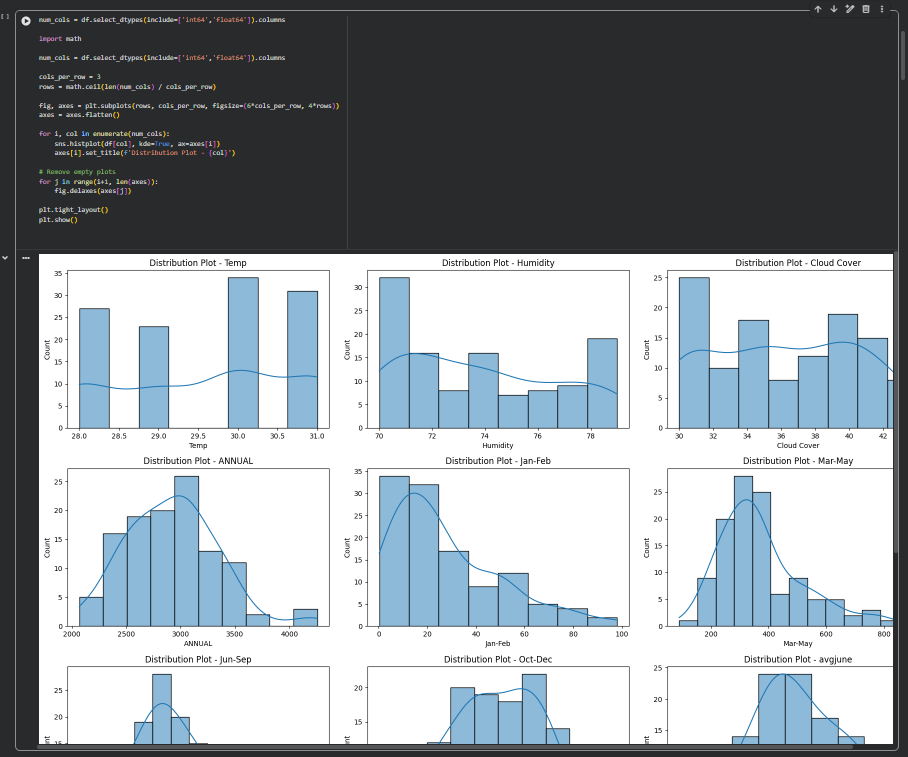 [ ]
num_cols = df.select_dtypes(include=['int64','float64']).columns
import math
num_cols = df.select_dtypes(include=['int64','float64']).columns
cols_per_row = 3
rows = math.ceil(len(num_cols) / cols_per_row)
fig, axes = plt.subplots(rows, cols_per_row, figsize=(6*cols_per_row, 4*rows))
axes = axes.flatten()
for i, col in enumerate(num_cols):
    sns.histplot(df[col], kde=True, ax=axes[i])
    axes[i].set_title(f'Distribution Plot - {col}')
# Remove empty plots
for j in range(i+1, len(axes)):
    fig.delaxes(axes[j])
plt.tight_layout()
plt.show()
Distribution Plot - Temp
35
30
25
20
15
10
5
0
Count
28.0 28.5 29.0 29.5 30.0 30.5 31.0
Temp
Distribution Plot - Humidity
30
25
20
15
10
5
0
Count
70 72 74 76 78
Humidity
Distribution Plot - Cloud Cover
25
20
15
10
5
0
Count
30 32 34 36 38 40 42
Cloud Cover
Distribution Plot - ANNUAL
25
20
15
10
5
0
Count
2000 2500 3000 3500 4000
ANNUAL
Distribution Plot - Jan-Feb
35
30
25
20
15
10
5
0
Count
0 20 40 60 80 100
Jan-Feb
Distribution Plot - Mar-May
25
20
15
10
5
0
Count
200 400 600 800
Mar-May
Distribution Plot - Jun-Sep
25
20
15
Distribution Plot - Oct-Dec
20
15
Distribution Plot - avgjune
25
20
15